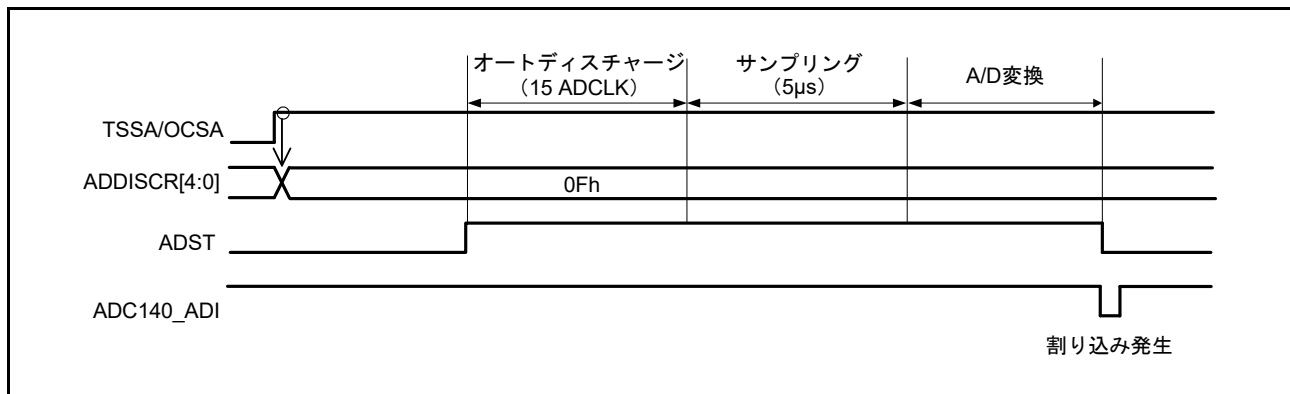 オートディスチャージ
（15 ADCLK）
サンプリング
（5µs）
A/D変換
TSSA/OCSA
ADDISCR[4:0]
0Fh
ADST
ADC140_ADI
割り込み発生